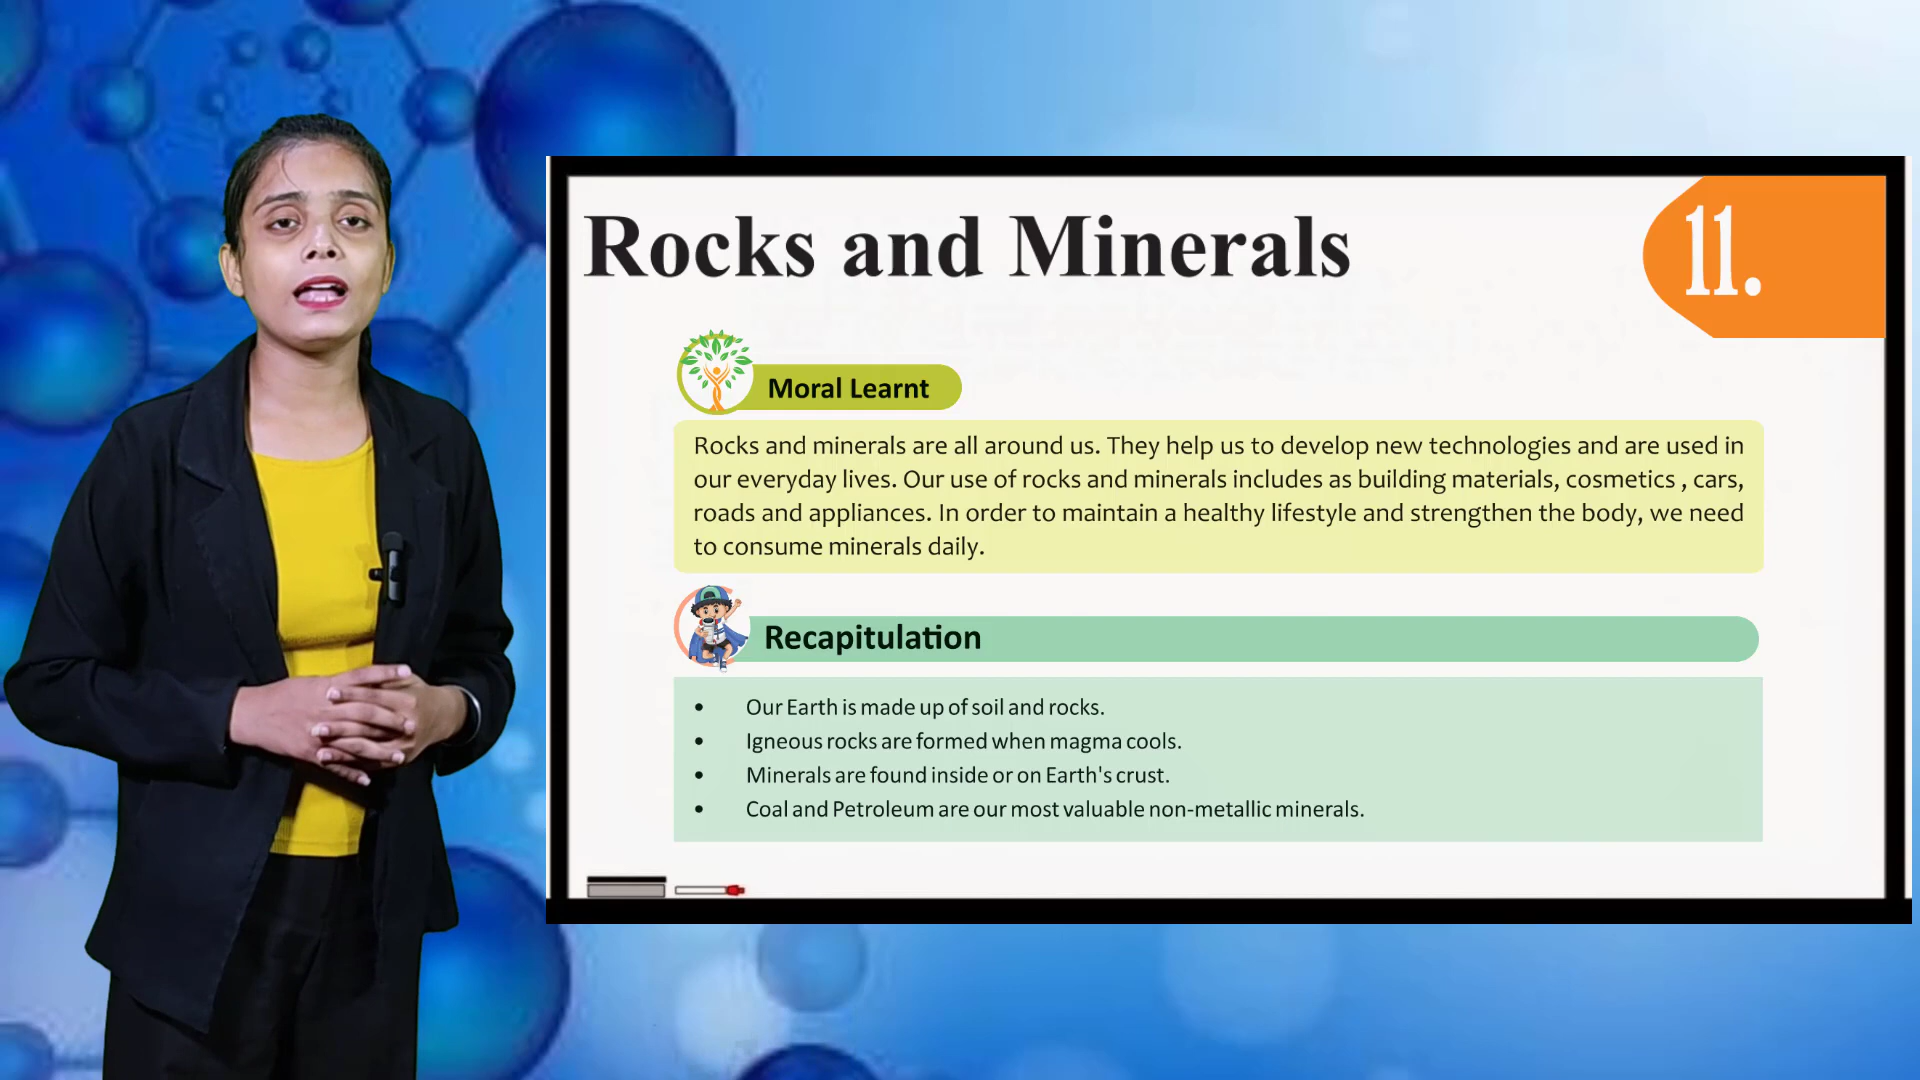 Rocks and Minerals
11.
Moral Learnt
Rocks and minerals are all around us. They help us to develop new technologies and are used in
our everyday lives. Our use of rocks and minerals includes as building materials, cosmetics , cars,
roads and appliances. In order to maintain a healthy lifestyle and strengthen the body, we need
to consume minerals daily.
Recapitulation
• Our Earth is made up of soil and rocks.
• Igneous rocks are formed when magma cools.
• Minerals are found inside or on Earth's crust.
• Coal and Petroleum are our most valuable non-metallic minerals.